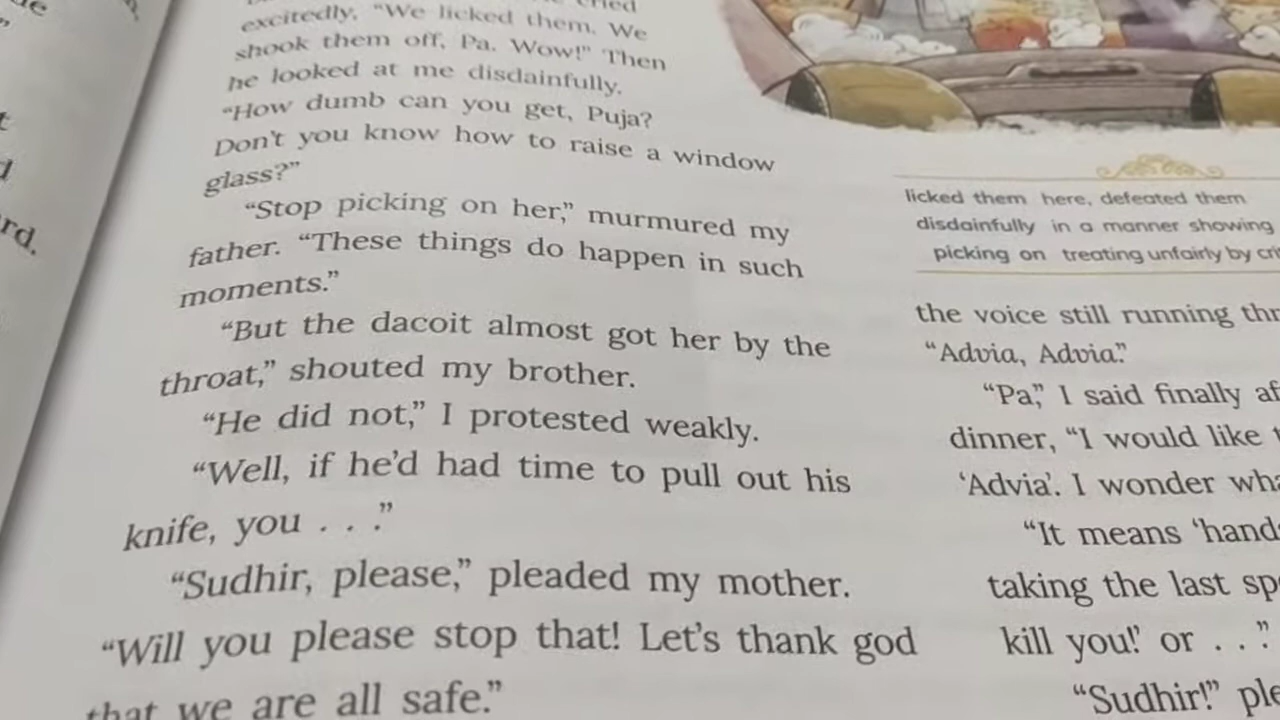 cried
excitedly, “We licked them. We
shook them off, Pa. Wow!” Then
he looked at me disdainfully.
“How dumb can you get, Puja?
Don't you know how to raise a window
glass?”
“Stop picking on her,” murmured my
father. “These things do happen in such
moments.”
“But the dacoit almost got her by the
throat,” shouted my brother.
“He did not,” I protested weakly.
“Well, if he’d had time to pull out his
knife, you . . .”
“Sudhir, please,” pleaded my mother.
“Will you please stop that! Let’s thank god
that we are all safe.”
licked them here, defeated them
disdainfully in a manner showing
picking on treating unfairly by
the voice still running
“Advia, Advia.”
“Pa,” I said finally
dinner, “I would like
‘Advia’. I wonder
“It means
taking the last
kill you!’ or . . .”
“Sudhir!”